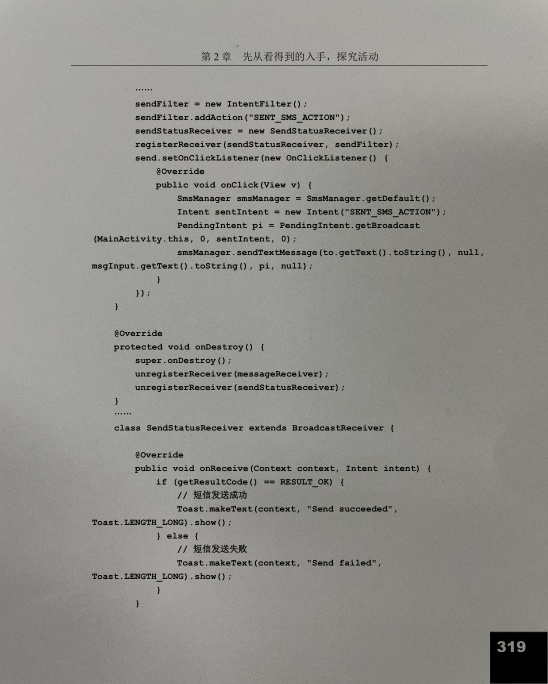 第 2 章 先从看得到的入手，探究活动
……
sendFilter = new IntentFilter();
sendFilter.addAction("SENT_SMS_ACTION");
sendStatusReceiver = new SendStatusReceiver();
registerReceiver(sendStatusReceiver, sendFilter);
send.setOnClickListener(new OnClickListener() {
@Override
public void onClick(View v) {
SmsManager smsManager = SmsManager.getDefault();
Intent sentIntent = new Intent("SENT_SMS_ACTION");
PendingIntent pi = PendingIntent.getBroadcast
(MainActivity.this, 0, sentIntent, 0);
smsManager.sendTextMessage(to.getText().toString(), null,
msgInput.getText().toString(), pi, null);
}
});
}
@Override
protected void onDestroy() {
super.onDestroy();
unregisterReceiver(messageReceiver);
unregisterReceiver(sendStatusReceiver);
}
……
class SendStatusReceiver extends BroadcastReceiver {
@Override
public void onReceive(Context context, Intent intent) {
if (getResultCode() == RESULT_OK) {
// 短信发送成功
Toast.makeText(context, "Send succeeded",
Toast.LENGTH_LONG).show();
} else {
// 短信发送失败
Toast.makeText(context, "Send failed",
Toast.LENGTH_LONG).show();
}
}
319